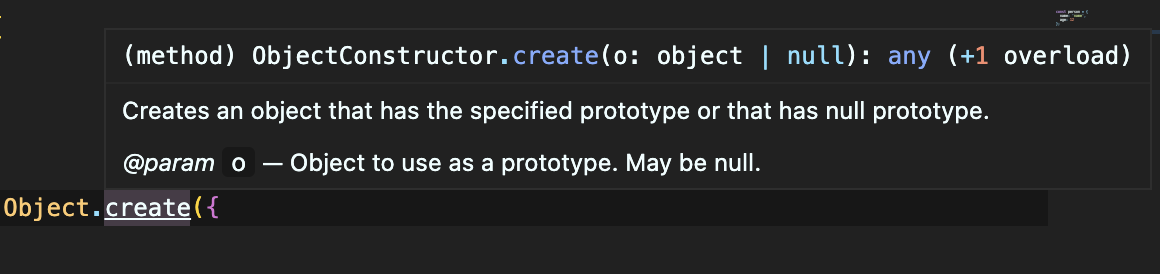 (method) ObjectConstructor.create(o: object | null): any (+1 overload)
Creates an object that has the specified prototype or that has null prototype.
@param o — Object to use as a prototype. May be null.
Object.create({